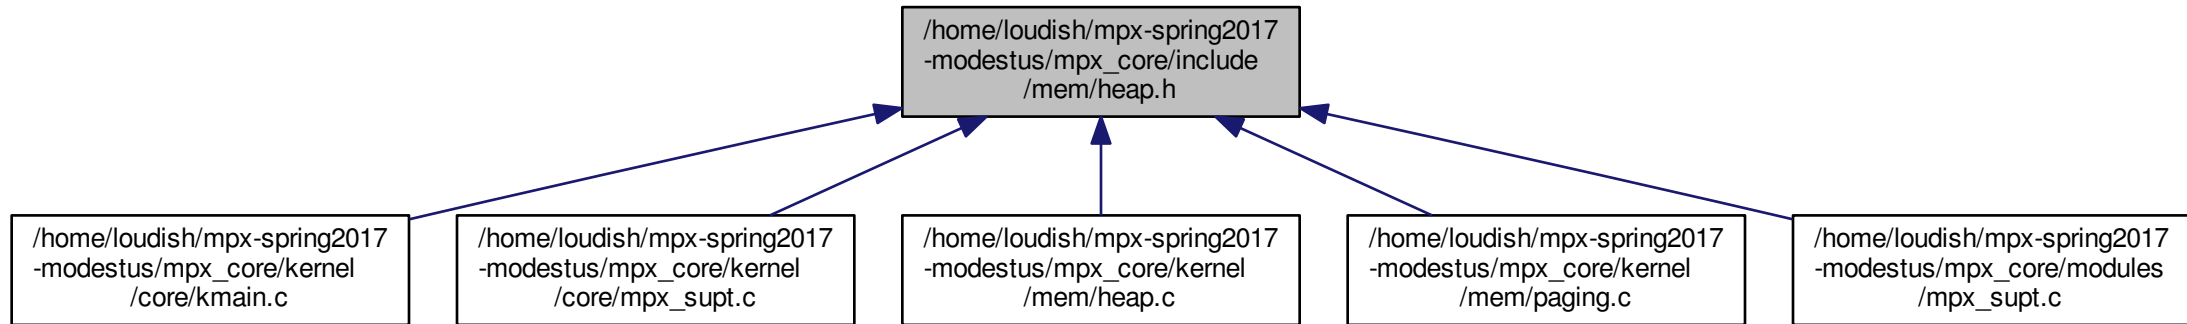 /home/loudish/mpx-spring2017
-modestus/mpx_core/include
/mem/heap.h
/home/loudish/mpx-spring2017
-modestus/mpx_core/kernel
/core/kmain.c
/home/loudish/mpx-spring2017
-modestus/mpx_core/kernel
/core/mpx_supt.c
/home/loudish/mpx-spring2017
-modestus/mpx_core/kernel
/mem/heap.c
/home/loudish/mpx-spring2017
-modestus/mpx_core/kernel
/mem/paging.c
/home/loudish/mpx-spring2017
-modestus/mpx_core/modules
/mpx_supt.c